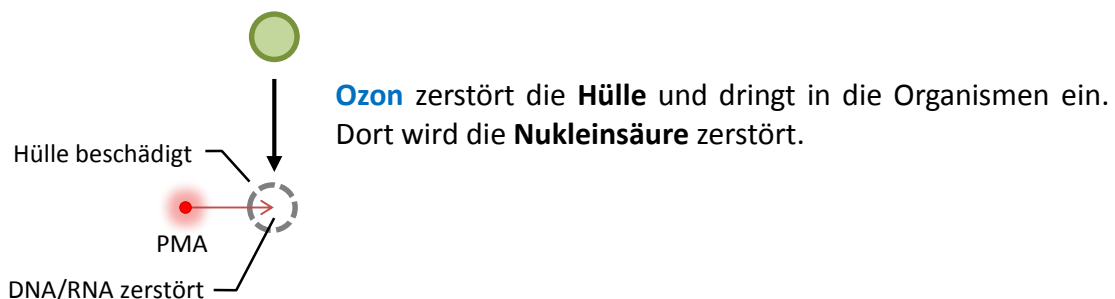 Ozon zerstört die Hülle und dringt in die Organismen ein.
Dort wird die Nukleinsäure zerstört.
Hülle beschädigt
PMA
DNA/RNA zerstört